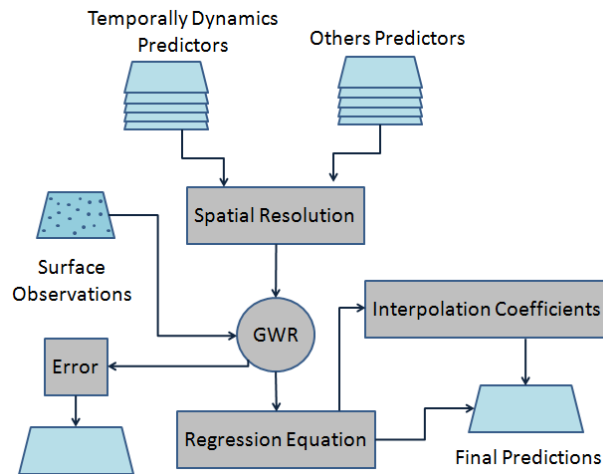 Temporally Dynamics
Predictors
Others Predictors
Spatial Resolution
Surface
Observations
GWR
Interpolation Coefficients
Error
Regression Equation
Final Predictions